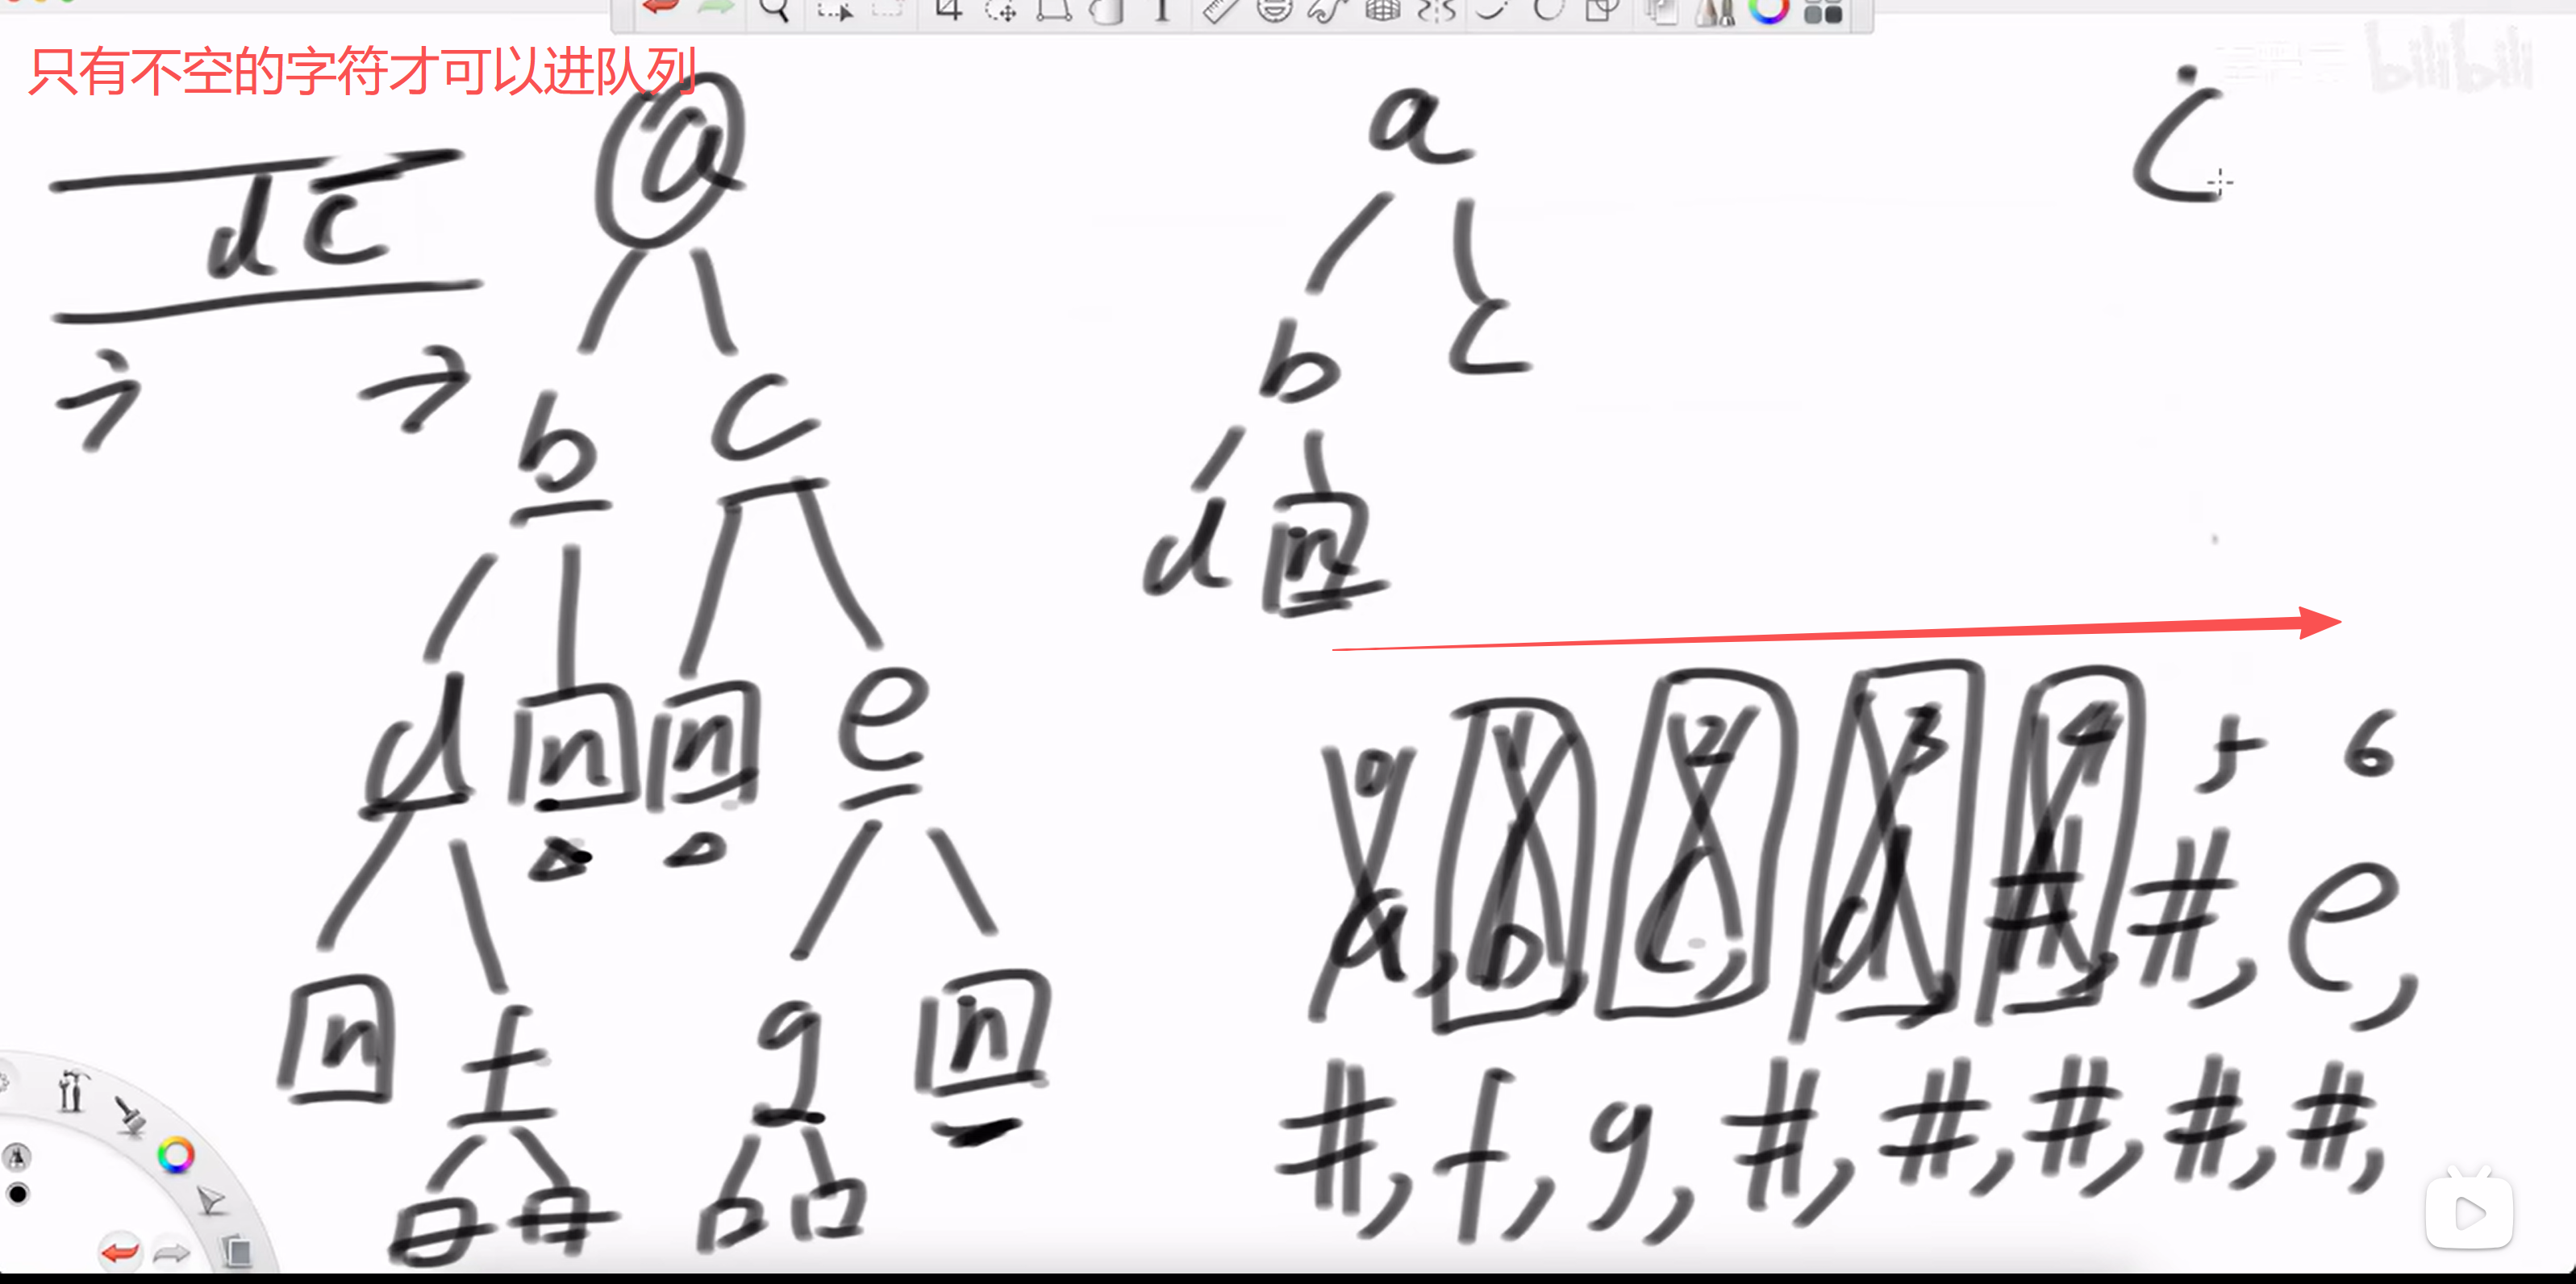 只有不空的字符才可以进队列
bilibili
a
a
i
d c
b
c
b c
d n
d n n e
0 1 2 3 4 5 6
a, b, c, d, #, #, e,
n f g n
#, f, g, #, #, #, #, #,